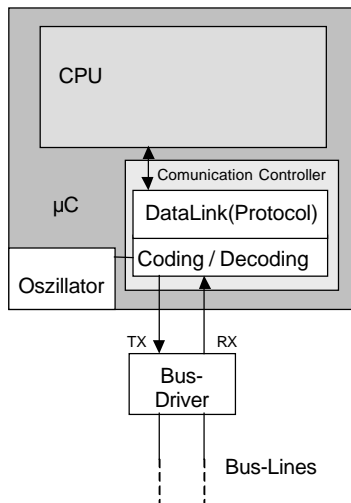 CPU
Comunication Controller
µC
DataLink(Protocol)
Coding / Decoding
Oszillator
TX
RX
Bus-
Driver
Bus-Lines